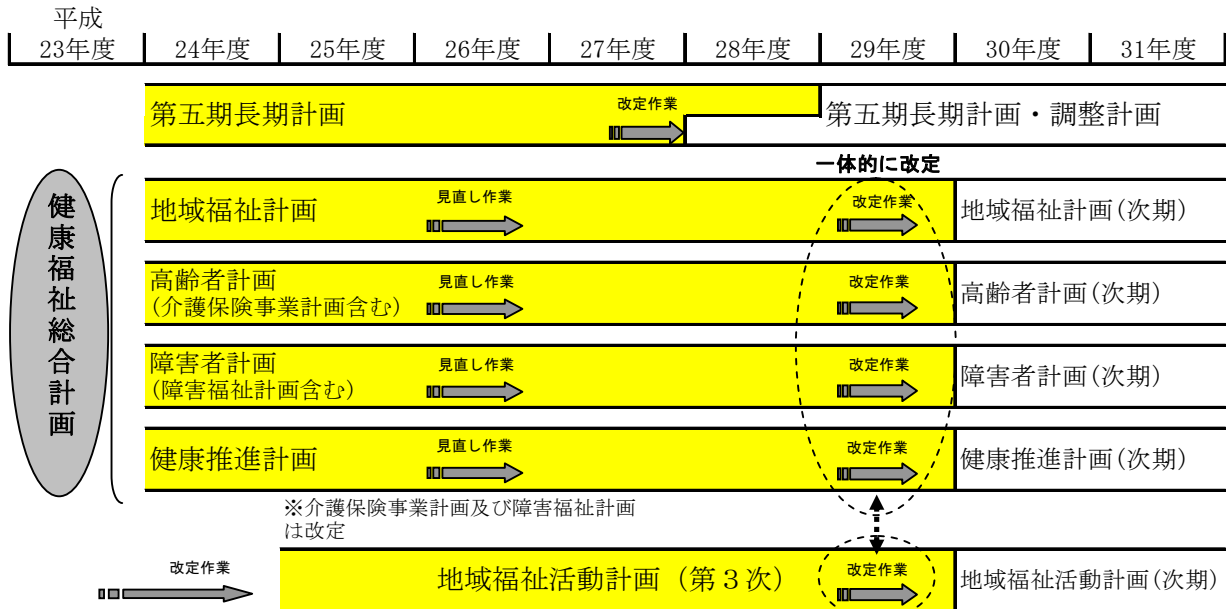 平成
23年度 24年度 25年度 26年度 27年度 28年度 29年度 30年度 31年度
第五期長期計画
改定作業
第五期長期計画・調整計画
一体的に改定
健康福祉総合計画
地域福祉計画
見直し作業
改定作業
地域福祉計画(次期)
高齢者計画
(介護保険事業計画含む)
見直し作業
改定作業
高齢者計画(次期)
障害者計画
(障害福祉計画含む)
見直し作業
改定作業
障害者計画(次期)
健康推進計画
見直し作業
改定作業
健康推進計画(次期)
※介護保険事業計画及び障害福祉計画
は改定
改定作業
地域福祉活動計画（第３次）
改定作業
地域福祉活動計画(次期)